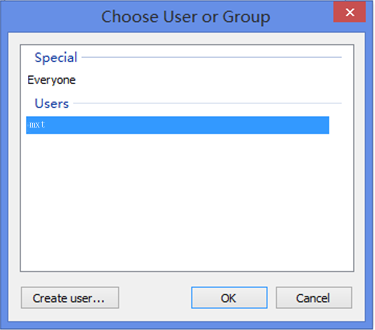 Choose User or Group
Special
Everyone
Users
mxt
Create user...
OK
Cancel